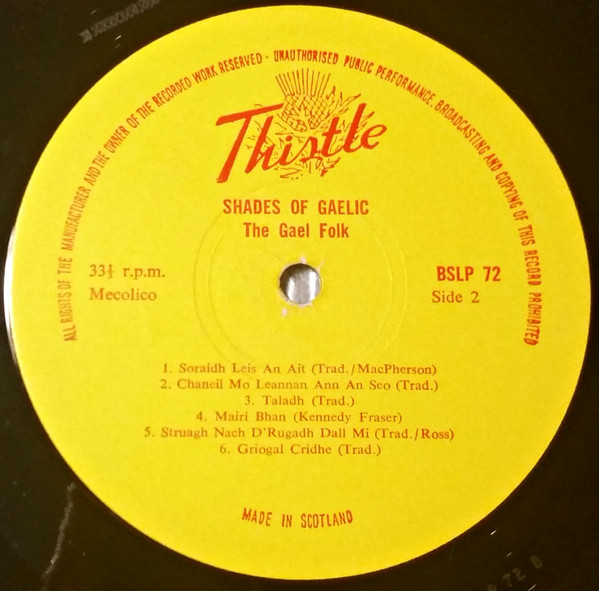 ALL RIGHTS OF THE MANUFACTURER AND THE OWNER OF THE RECORDED WORK RESERVED · UNAUTHORISED PUBLIC PERFORMANCE, BROADCASTING AND COPYING OF THIS RECORD PROHIBITED
Thistle
SHADES OF GAELIC
The Gael Folk
33⅓ r.p.m.
Mecolico
BSLP 72
Side 2
1. Soraidh Leis An Ait (Trad./MacPherson)
2. Chaneil Mo Leannan Ann An Seo (Trad.)
3. Taladh (Trad.)
4. Mairi Bhan (Kennedy Fraser)
5. Struagh Nach D'Rugadh Dall Mi (Trad./Ross)
6. Griogal Cridhe (Trad.)
MADE IN SCOTLAND